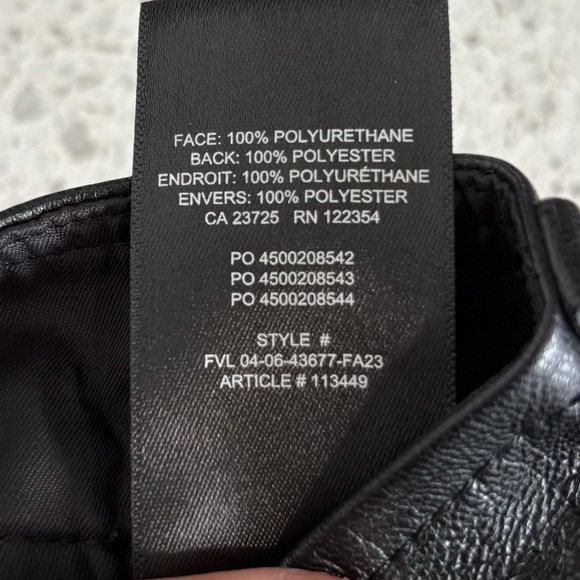 FACE: 100% POLYURETHANE
BACK: 100% POLYESTER
ENDROIT: 100% POLYURÉTHANE
ENVERS: 100% POLYESTER
CA 23725 RN 122354
PO 4500208542
PO 4500208543
PO 4500208544
STYLE #
FVL 04-06-43677-FA23
ARTICLE # 113449